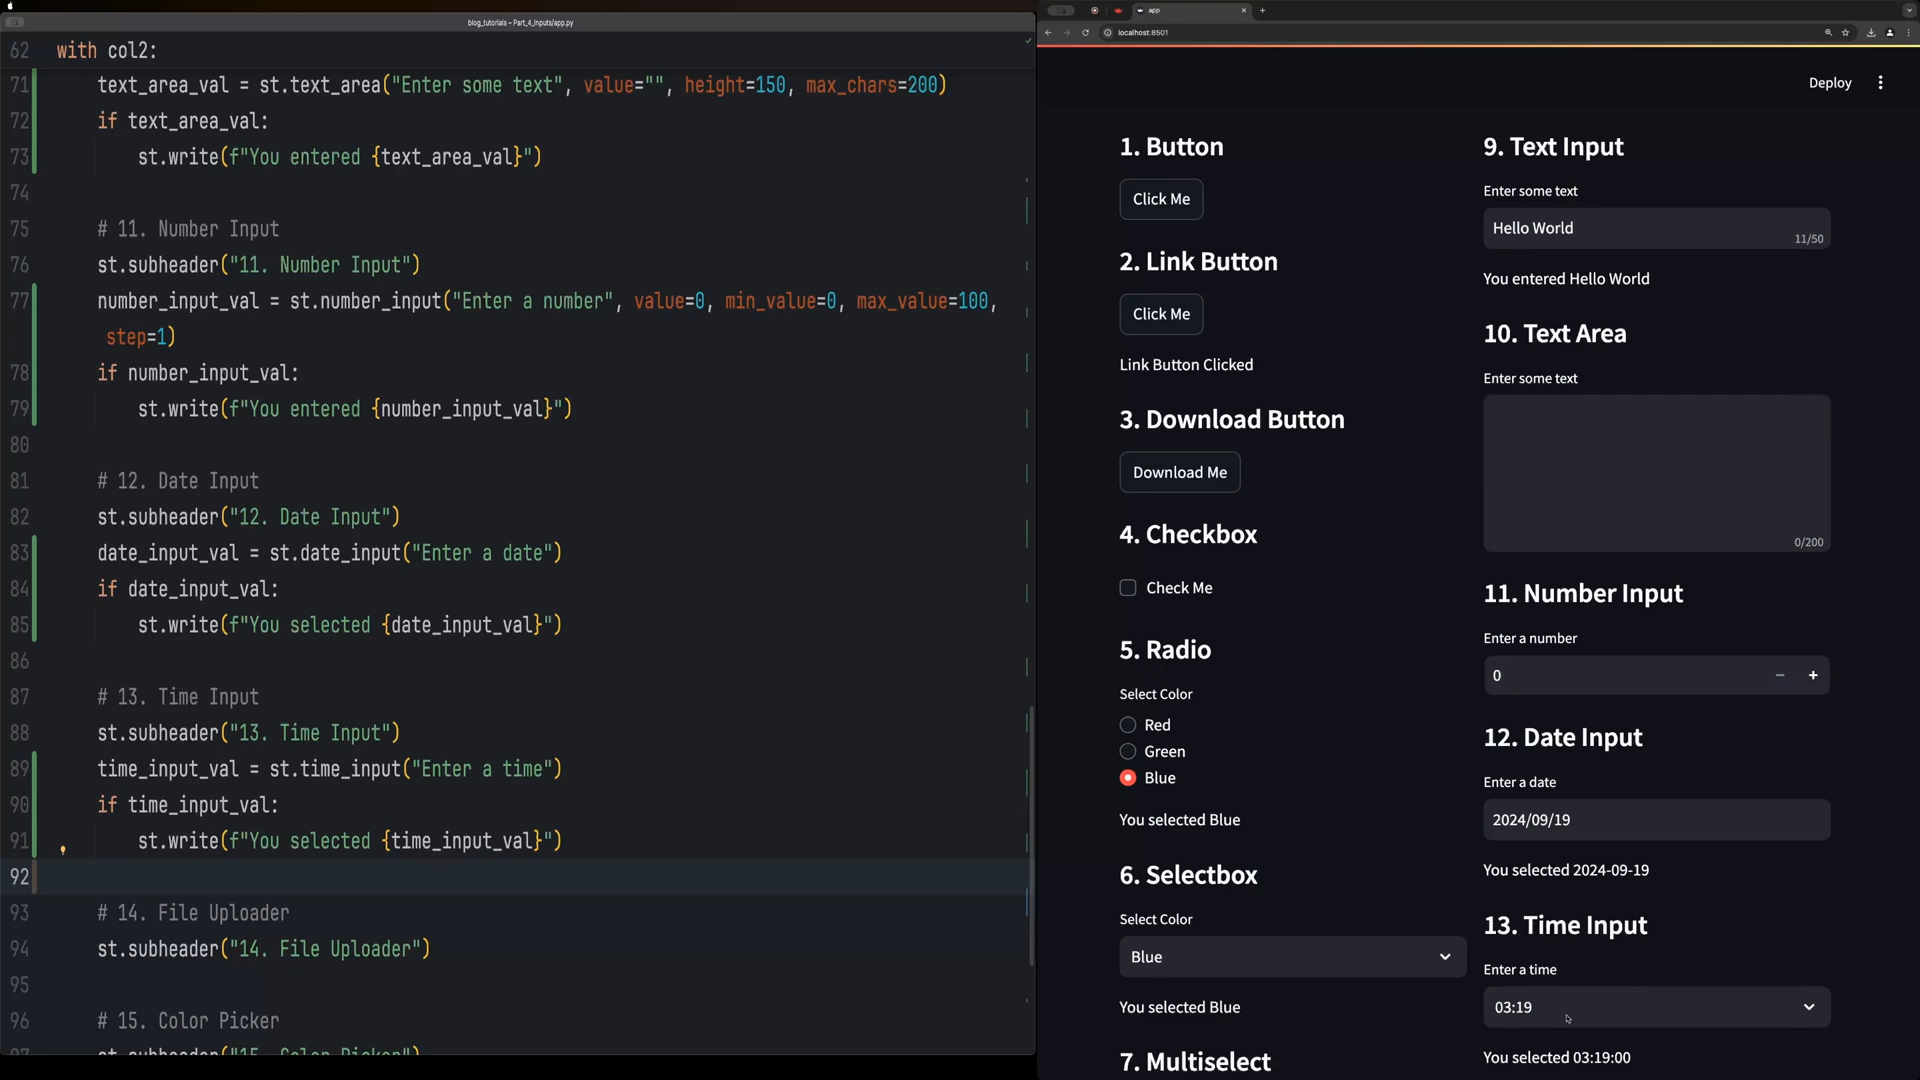 blog_tutorials – Part_4_Inputs/app.py
62 with col2:
71 text_area_val = st.text_area("Enter some text", value="", height=150, max_chars=200)
72 if text_area_val:
73 st.write(f"You entered {text_area_val}")
74
75 # 11. Number Input
76 st.subheader("11. Number Input")
77 number_input_val = st.number_input("Enter a number", value=0, min_value=0, max_value=100,
step=1)
78 if number_input_val:
79 st.write(f"You entered {number_input_val}")
80
81 # 12. Date Input
82 st.subheader("12. Date Input")
83 date_input_val = st.date_input("Enter a date")
84 if date_input_val:
85 st.write(f"You selected {date_input_val}")
86
87 # 13. Time Input
88 st.subheader("13. Time Input")
89 time_input_val = st.time_input("Enter a time")
90 if time_input_val:
91 st.write(f"You selected {time_input_val}")
92
93 # 14. File Uploader
94 st.subheader("14. File Uploader")
95
96 # 15. Color Picker
97 st.subheader("15. Color Picker")
app
localhost:8501
Deploy
1. Button
Click Me
2. Link Button
Click Me
Link Button Clicked
3. Download Button
Download Me
4. Checkbox
Check Me
5. Radio
Select Color
Red
Green
Blue
You selected Blue
6. Selectbox
Select Color
Blue
You selected Blue
7. Multiselect
9. Text Input
Enter some text
Hello World
11/50
You entered Hello World
10. Text Area
Enter some text
0/200
11. Number Input
Enter a number
0
12. Date Input
Enter a date
2024/09/19
You selected 2024-09-19
13. Time Input
Enter a time
03:19
You selected 03:19:00